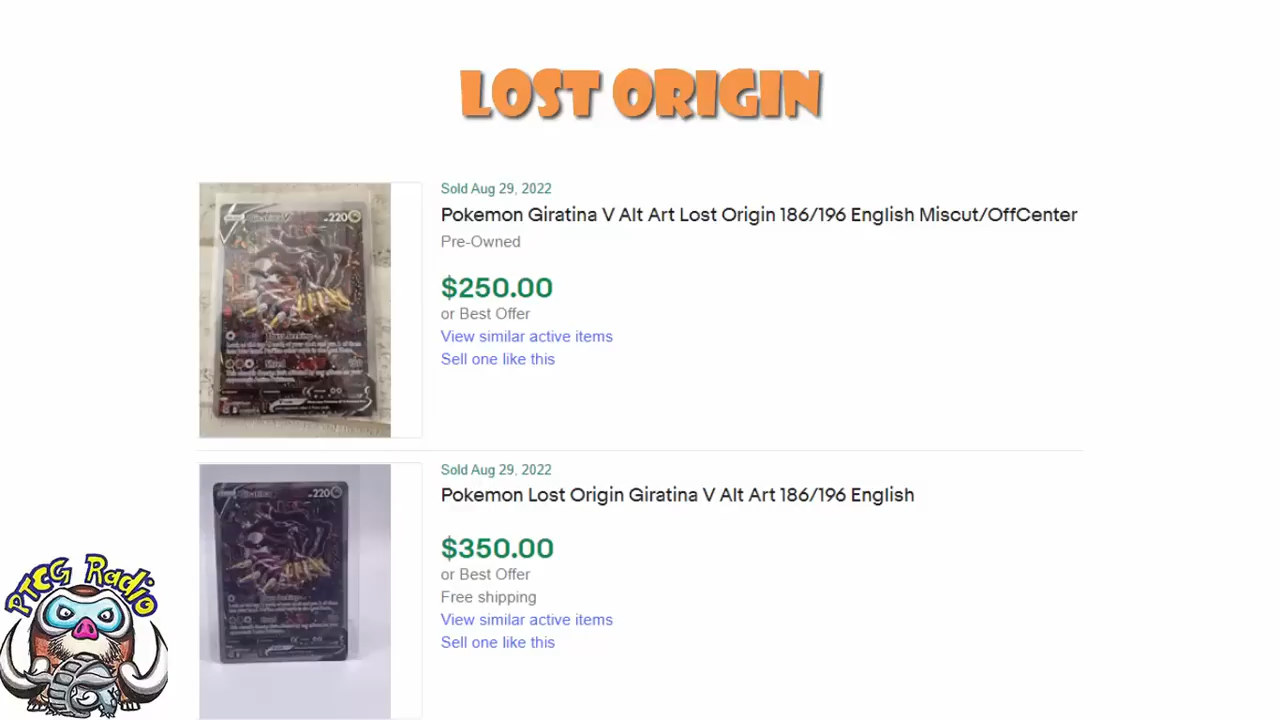 LOST ORIGIN
Sold Aug 29, 2022
Pokemon Giratina V Alt Art Lost Origin 186/196 English Miscut/OffCenter
Pre-Owned
$250.00
or Best Offer
View similar active items
Sell one like this
220
Sold Aug 29, 2022
Pokemon Lost Origin Giratina V Alt Art 186/196 English
$350.00
or Best Offer
Free shipping
View similar active items
Sell one like this
220
PTCG Radio